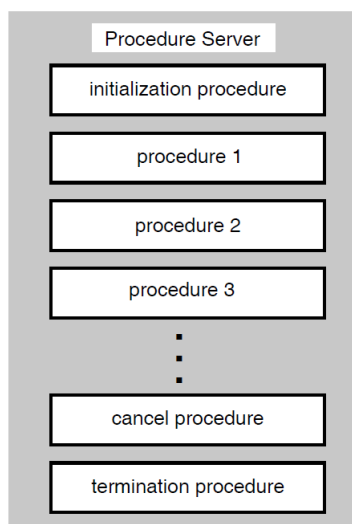 Procedure Server
initialization procedure
procedure 1
procedure 2
procedure 3
cancel procedure
termination procedure